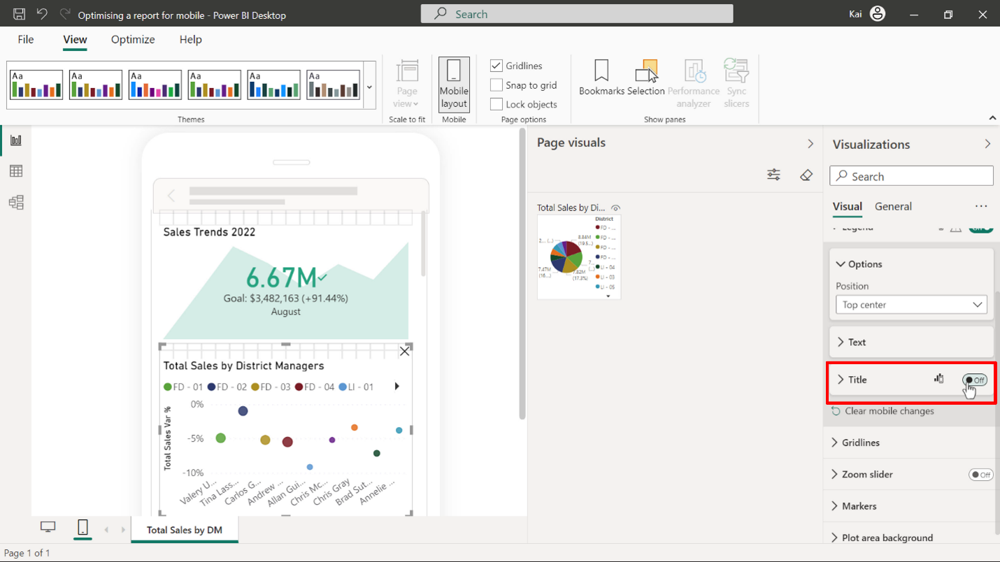 Optimising a report for mobile - Power BI Desktop
Search
Kai
File
View
Optimize
Help
Aa
Aa
Aa
Aa
Aa
Aa
Themes
Page
view
Scale to fit
Mobile
layout
Mobile
Gridlines
Snap to grid
Lock objects
Page options
Bookmarks
Selection
Performance
analyzer
Sync
slicers
Show panes
Sales Trends 2022
6.67M
Goal: $3,482,163 (+91.44%)
August
Total Sales by District Managers
FD - 01
FD - 02
FD - 03
FD - 04
LI - 01
Total Sales Var %
0%
-5%
-10%
Valery U...
Tina Lass...
Carlos G...
Andrew ...
Allan Gui...
Chris Mc...
Chris Gray
Brad Sut...
Annelie ...
Total Sales by DM
Page 1 of 1
Page visuals
Total Sales by Di...
District
FD - ...
FD - ...
FD - ...
FD - ...
LI - 04
LI - 03
LI - 05
2.... (...)
8.84M
(19.5...)
7....
(...)
7.82M
(17.3%)
7.47M
(16....
Visualizations
Search
Visual
General
...
Legend
Options
Position
Top center
Text
Title
Off
Clear mobile changes
Gridlines
Zoom slider
Off
Markers
Plot area background